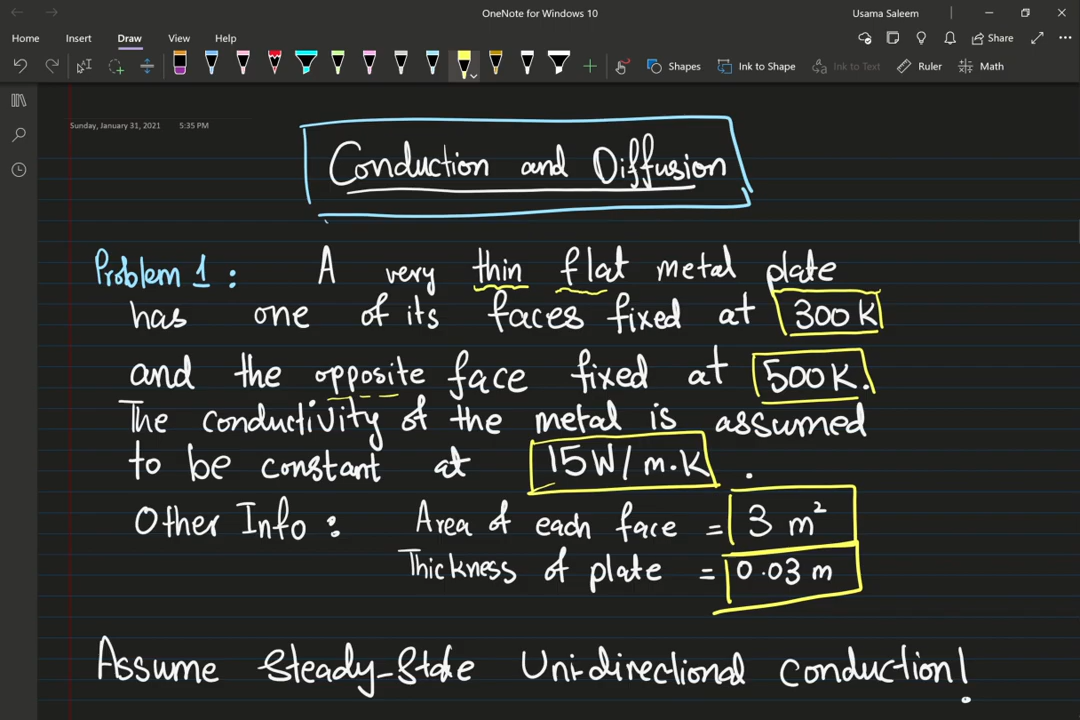 OneNote for Windows 10
Usama Saleem
Home Insert Draw View Help
Share
Shapes Ink to Shape Ink to Text Ruler Math
Sunday, January 31, 2021 5:35 PM
Conduction and Diffusion
Problem 1 : A very thin flat metal plate
has one of its faces fixed at 300 K
and the opposite face fixed at 500 K.
The conductivity of the metal is assumed
to be constant at 15 W/m.K .
Other Info : Area of each face = 3 m²
Thickness of plate = 0.03 m
Assume Steady-State Uni-directional conduction!